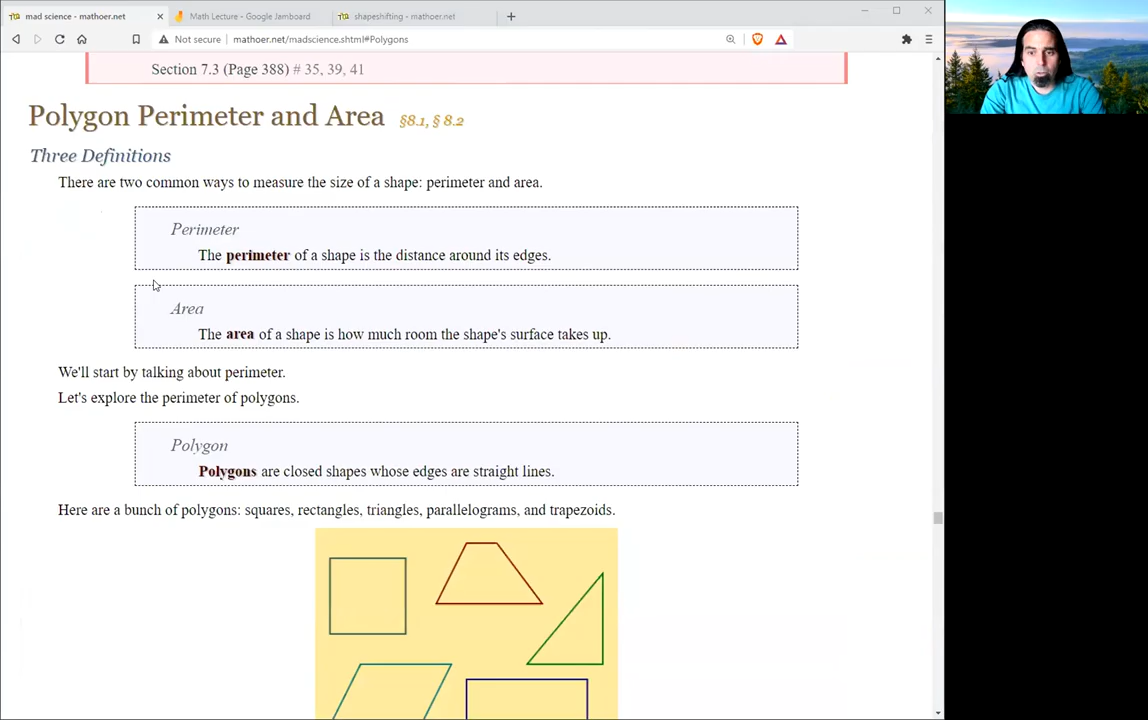 mad science - mathoer.net
Math Lecture - Google Jamboard
shapeshifting - mathoer.net
Not secure
mathoer.net/madscience.shtml#Polygons
Section 7.3 (Page 388) # 35, 39, 41
Polygon Perimeter and Area §8.1, § 8.2
Three Definitions
There are two common ways to measure the size of a shape: perimeter and area.
Perimeter
The perimeter of a shape is the distance around its edges.
Area
The area of a shape is how much room the shape's surface takes up.
We'll start by talking about perimeter.
Let's explore the perimeter of polygons.
Polygon
Polygons are closed shapes whose edges are straight lines.
Here are a bunch of polygons: squares, rectangles, triangles, parallelograms, and trapezoids.